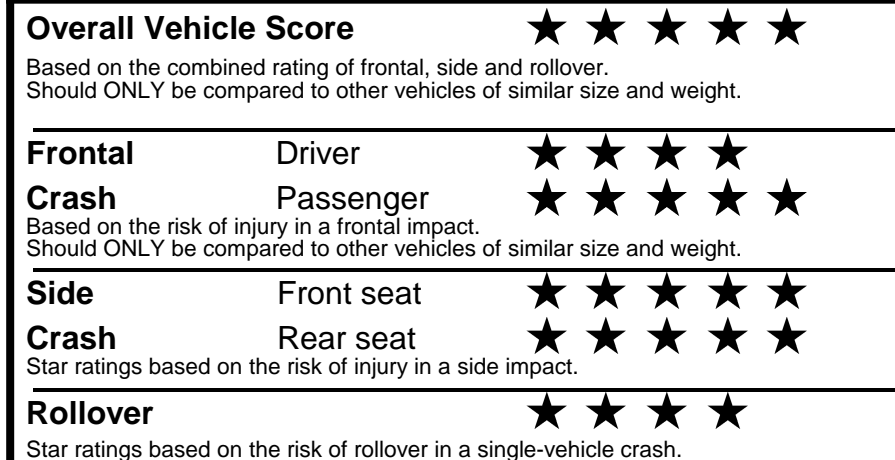 Overall Vehicle Score ★ ★ ★ ★ ★
Based on the combined rating of frontal, side and rollover.
Should ONLY be compared to other vehicles of similar size and weight.
Frontal Driver ★ ★ ★ ★
Crash Passenger ★ ★ ★ ★ ★
Based on the risk of injury in a frontal impact.
Should ONLY be compared to other vehicles of similar size and weight.
Side Front seat ★ ★ ★ ★ ★
Crash Rear seat ★ ★ ★ ★ ★
Star ratings based on the risk of injury in a side impact.
Rollover ★ ★ ★ ★
Star ratings based on the risk of rollover in a single-vehicle crash.